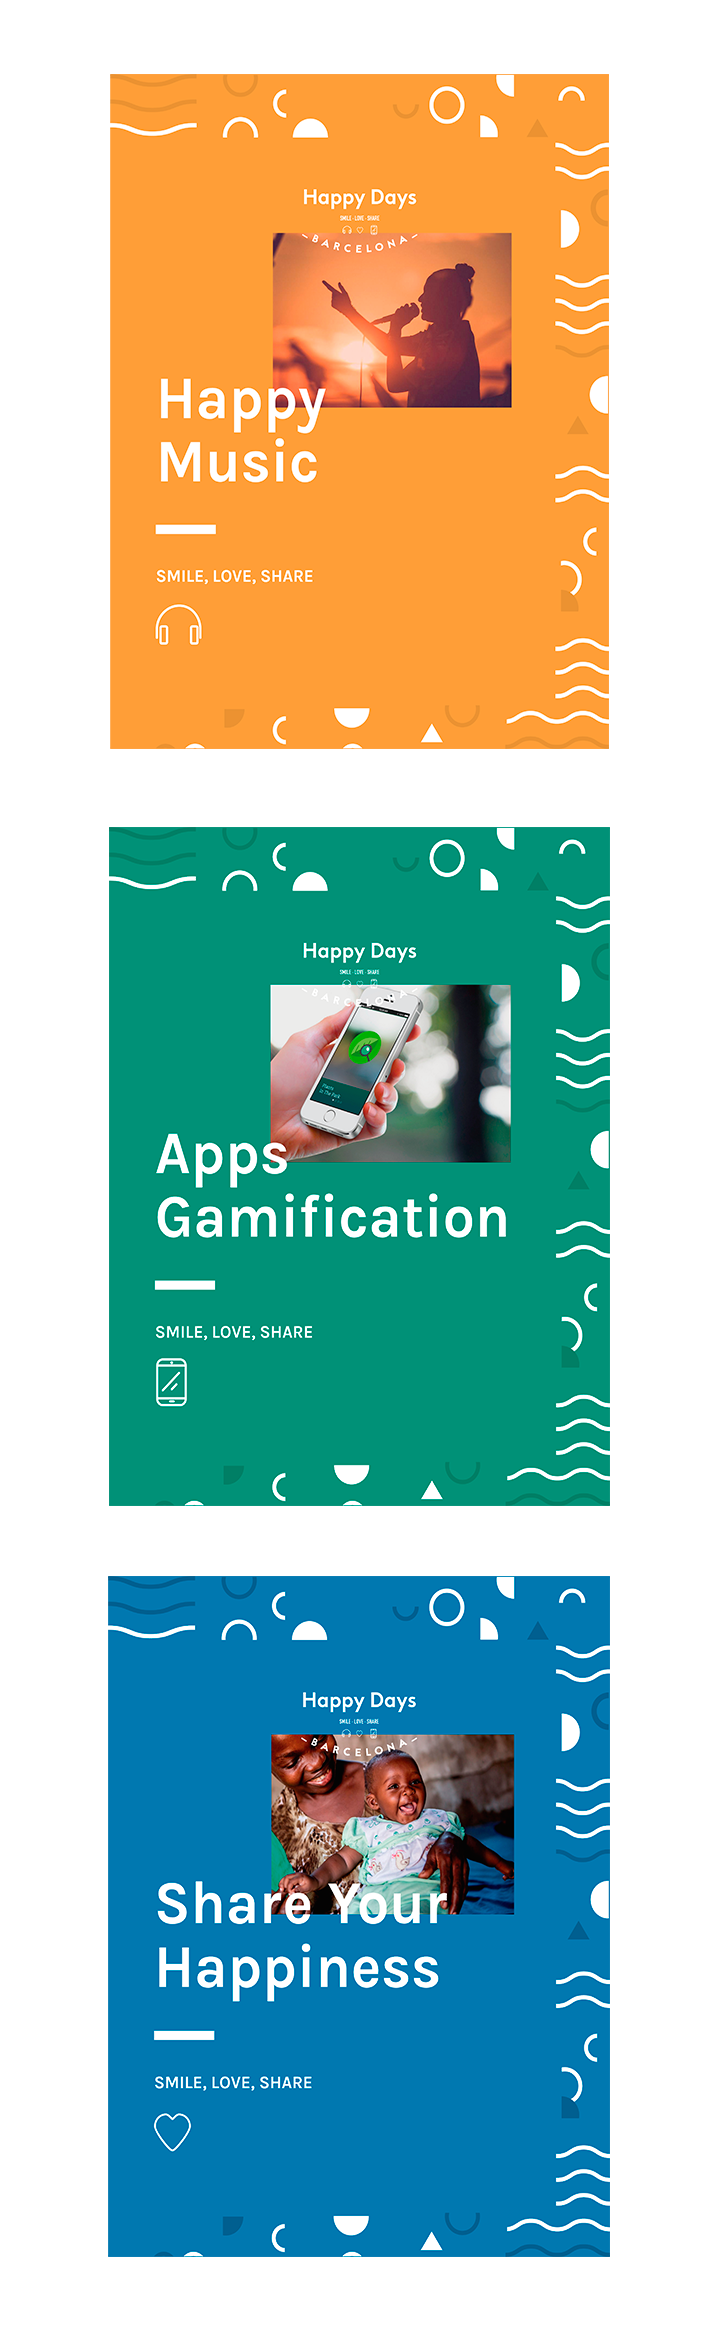 Happy Days
SMILE · LOVE · SHARE
BARCELONA
Happy
Music
SMILE, LOVE, SHARE
Happy Days
SMILE · LOVE · SHARE
BARCELONA
Apps
Gamification
SMILE, LOVE, SHARE
Happy Days
SMILE · LOVE · SHARE
BARCELONA
Share Your
Happiness
SMILE, LOVE, SHARE